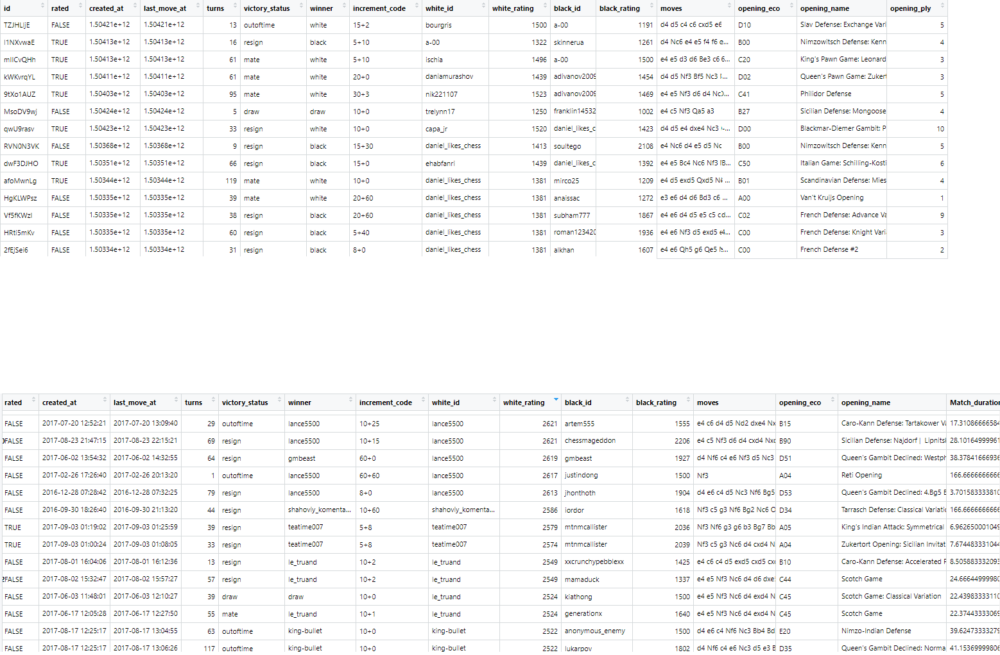 id rated created_at last_move_at turns victory_status winner increment_code white_id white_rating black_id black_rating moves opening_eco opening_name opening_ply
TZJHLljE FALSE 1.50421e+12 1.50421e+12 13 outoftime white 15+2 bourgris 1500 a-00 1191 d4 d5 c4 c6 cxd5 e6 D10 Slav Defense: Exchange Vari 5
l1NXvwaE TRUE 1.50413e+12 1.50413e+12 16 resign black 5+10 a-00 1322 skinnerua 1261 d4 Nc6 e4 e5 f4 f6 e... B00 Nimzowitsch Defense: Kenn 4
mIICvQHh TRUE 1.50413e+12 1.50413e+12 61 mate white 5+10 ischia 1496 a-00 1500 e4 e5 d3 d6 Be3 c6 6... C20 King's Pawn Game: Leonard 3
kWKvrqYL TRUE 1.50411e+12 1.50411e+12 61 mate white 20+0 daniamurashov 1439 adivanov2009 1454 d4 d5 Nf3 Bf5 Nc3 ... D02 Queen's Pawn Game: Zukert 3
9tXo1AUZ TRUE 1.50403e+12 1.50403e+12 95 mate white 30+3 nik221107 1523 adivanov2009 1469 e4 e5 Nf3 d6 d4 Nc... C41 Philidor Defense 5
MsoDV9wj FALSE 1.50424e+12 1.50424e+12 5 draw draw 10+0 trelynn17 1250 franklin14532 1002 e4 c5 Nf3 Qa5 a3 B27 Sicilian Defense: Mongoose 4
qwU9rasv TRUE 1.50423e+12 1.50423e+12 33 resign white 10+0 capa_jr 1520 daniel_likes_c 1423 d4 d5 e4 dxe4 Nc3 ... D00 Blackmar-Diemer Gambit: P 10
RVN0N3VK FALSE 1.50368e+12 1.50368e+12 9 resign black 15+30 daniel_likes_chess 1413 soultego 2108 e4 Nc6 d4 e5 d5 Nc B00 Nimzowitsch Defense: Kenn 5
dwF3DJHO TRUE 1.50351e+12 1.50351e+12 66 resign black 15+0 ehabfanri 1439 daniel_likes_c 1392 e4 e5 Bc4 Nc6 Nf3 ... C50 Italian Game: Schilling-Kosti 6
afoMwnLg TRUE 1.50344e+12 1.50344e+12 119 mate white 10+0 daniel_likes_chess 1381 mirco25 1209 e4 d5 exd5 Qxd5 ... B01 Scandinavian Defense: Mies 4
HgKLWPsz FALSE 1.50335e+12 1.50335e+12 39 mate white 20+60 daniel_likes_chess 1381 anaissac 1272 e3 e6 d4 d6 Bd3 c6 ... A00 Van't Kruijs Opening 1
Vf5fKWzI FALSE 1.50335e+12 1.50335e+12 38 resign black 20+60 daniel_likes_chess 1381 subham777 1867 e4 e6 d4 d5 e5 c5 cd... C02 French Defense: Advance Va 9
HRti5mKv FALSE 1.50335e+12 1.50335e+12 60 resign black 5+40 daniel_likes_chess 1381 roman123420 1936 e4 e6 Nf3 d5 exd5 ... C00 French Defense: Knight Vari 3
2fEjSei6 FALSE 1.50334e+12 1.50334e+12 31 resign black 8+0 daniel_likes_chess 1381 alkhan 1607 e4 e6 Qh5 g6 Qe5 ... C00 French Defense #2 2
rated created_at last_move_at turns victory_status winner increment_code white_id white_rating black_id black_rating moves opening_eco opening_name Match_duration
FALSE 2017-07-20 12:52:21 2017-07-20 13:09:40 29 outoftime lance5500 10+25 lance5500 2621 artem555 1555 e4 c6 d4 d5 Nd2 dxe4 Nx B15 Caro-Kann Defense: Tartakower Va 17.31086666584
FALSE 2017-08-23 21:47:15 2017-08-23 22:15:21 69 resign lance5500 10+15 lance5500 2621 chessmageddon 2206 e4 c5 Nf3 d6 d4 cxd4 Nxd B90 Sicilian Defense: Najdorf | Lipnitsk 28.10164999961
FALSE 2017-06-02 13:54:32 2017-06-02 14:32:55 64 resign gmbeast 60+0 lance5500 2619 gmbeast 1927 d4 Nf6 c4 e6 Nf3 d5 Nc3 D51 Queen's Gambit Declined: Westph 38.37841666936
FALSE 2017-02-26 17:26:40 2017-02-26 20:13:20 1 outoftime lance5500 60+60 lance5500 2617 justindong 1500 Nf3 A04 Reti Opening 166.6666666666
FALSE 2016-12-28 07:28:42 2016-12-28 07:32:25 79 resign lance5500 8+0 lance5500 2613 jhonthoth 1904 d4 e6 c4 d5 Nc3 Nf6 Bg5 D53 Queen's Gambit Declined: 4.Bg5 B 3.701583333810
FALSE 2016-09-30 18:26:40 2016-09-30 21:13:20 44 resign shahoviy_komenta... 10+60 shahoviy_komenta... 2586 iordor 1618 Nf3 c5 g3 Nf6 Bg2 Nc6 O D34 Tarrasch Defense: Classical Variatio 166.6666666666
TRUE 2017-09-03 01:19:02 2017-09-03 01:25:59 39 resign teatime007 5+8 teatime007 2579 mtnmcallister 2036 Nf3 Nf6 g3 g6 b3 Bg7 Bb A05 King's Indian Attack: Symmetrical 6.962650001049
TRUE 2017-09-03 01:00:24 2017-09-03 01:08:05 33 resign teatime007 5+8 teatime007 2574 mtnmcallister 2039 Nf3 c5 g3 Nc6 d4 cxd4 N A04 Zukertort Opening: Sicilian Invitat 7.674483331044
FALSE 2017-08-01 16:04:06 2017-08-01 16:12:36 13 resign le_truand 10+2 le_truand 2549 xxcrunchypebblexx 1425 e4 c6 c4 d5 exd5 cxd5 cx B10 Caro-Kann Defense: Accelerated P 8.505883332093
FALSE 2017-08-02 15:32:47 2017-08-02 15:57:27 57 resign le_truand 10+2 le_truand 2549 mamaduck 1337 e4 e5 Nf3 Nc6 d4 d6 dxe C44 Scotch Game 24.66644999980
FALSE 2017-06-03 11:48:01 2017-06-03 12:10:27 39 draw draw 10+0 le_truand 2524 kiathong 1500 e4 e5 Nf3 Nc6 d4 exd4 N C45 Scotch Game: Classical Variation 22.43983333110
FALSE 2017-06-17 12:05:28 2017-06-17 12:27:50 55 mate le_truand 10+1 le_truand 2524 generationx 1640 e4 e5 Nf3 Nc6 d4 exd4 N C45 Scotch Game 22.37443333069
FALSE 2017-08-17 12:25:17 2017-08-17 13:04:55 63 outoftime king-bullet 10+0 king-bullet 2522 anonymous_enemy 1500 d4 e6 c4 Nf6 Nc3 Bb4 Bd E20 Nimzo-Indian Defense 39.62473333279
FALSE 2017-08-17 12:25:17 2017-08-17 13:06:26 117 outoftime king-bullet 10+0 king-bullet 2522 lukarpov 1802 d4 Nf6 c4 e6 Nc3 d5 e3 B D35 Queen's Gambit Declined: Norma 41.15369999806